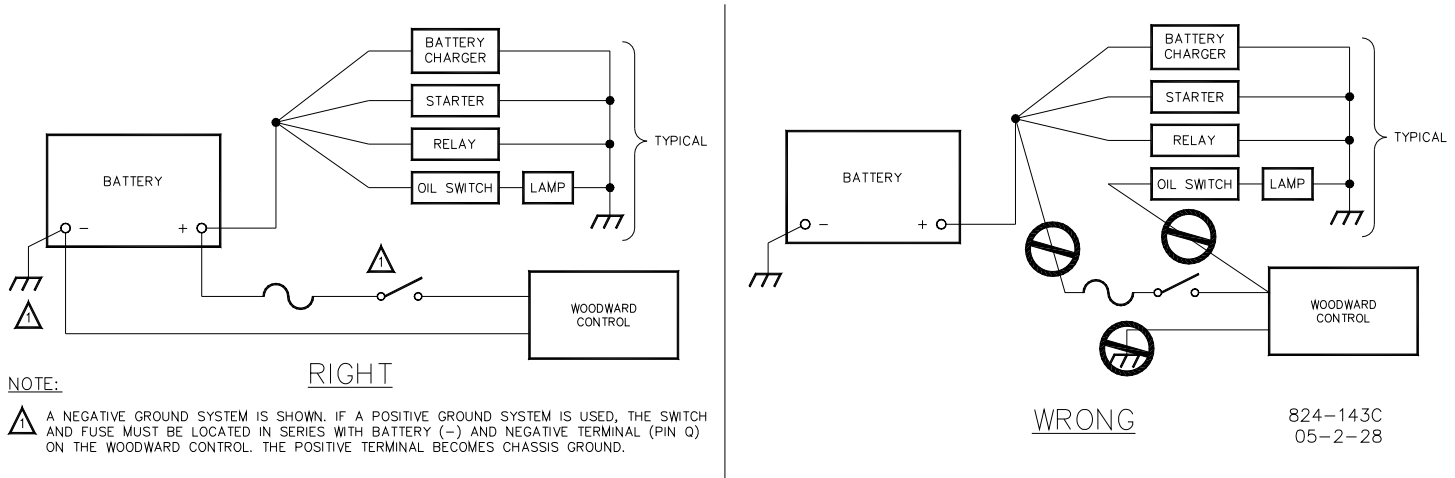 BATTERY
CHARGER
STARTER
RELAY
OIL SWITCH
LAMP
TYPICAL
BATTERY
-
+
1
1
WOODWARD
CONTROL
RIGHT
NOTE:
1
A NEGATIVE GROUND SYSTEM IS SHOWN. IF A POSITIVE GROUND SYSTEM IS USED, THE SWITCH
AND FUSE MUST BE LOCATED IN SERIES WITH BATTERY (-) AND NEGATIVE TERMINAL (PIN Q)
ON THE WOODWARD CONTROL. THE POSITIVE TERMINAL BECOMES CHASSIS GROUND.
BATTERY
CHARGER
STARTER
RELAY
OIL SWITCH
LAMP
TYPICAL
BATTERY
-
+
WOODWARD
CONTROL
WRONG
824-143C
05-2-28